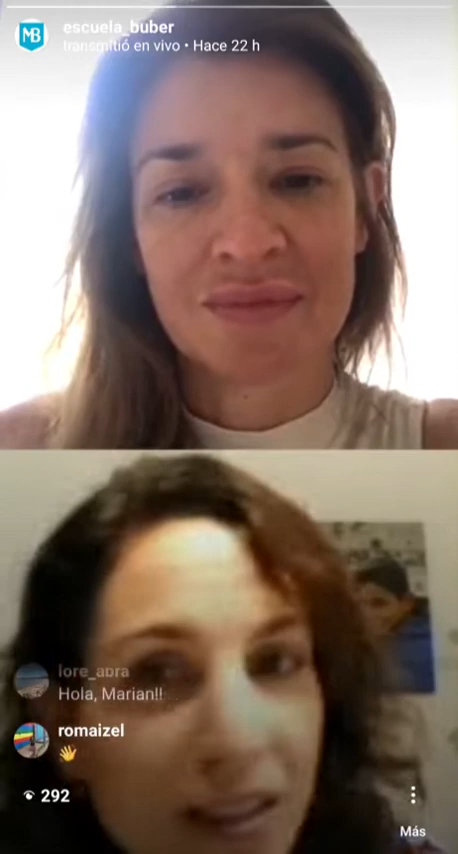 MB
escuela_buber
transmitió en vivo • Hace 22 h
lore_abra
Hola, Marian!!
romaizel
👋
292
Más